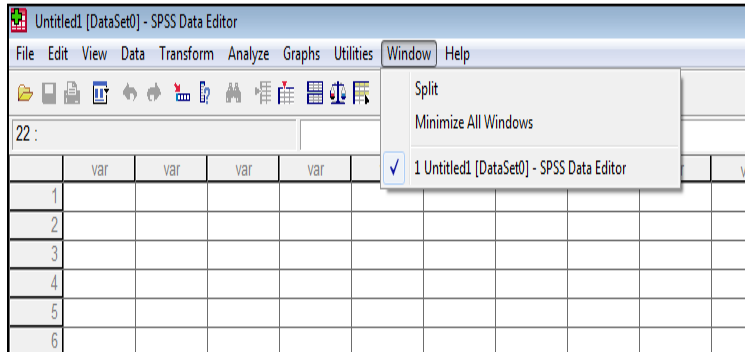 Untitled1 [DataSet0] - SPSS Data Editor
File Edit View Data Transform Analyze Graphs Utilities Window Help
Split
Minimize All Windows
✓ 1 Untitled1 [DataSet0] - SPSS Data Editor
22 :
var var var var
1
2
3
4
5
6